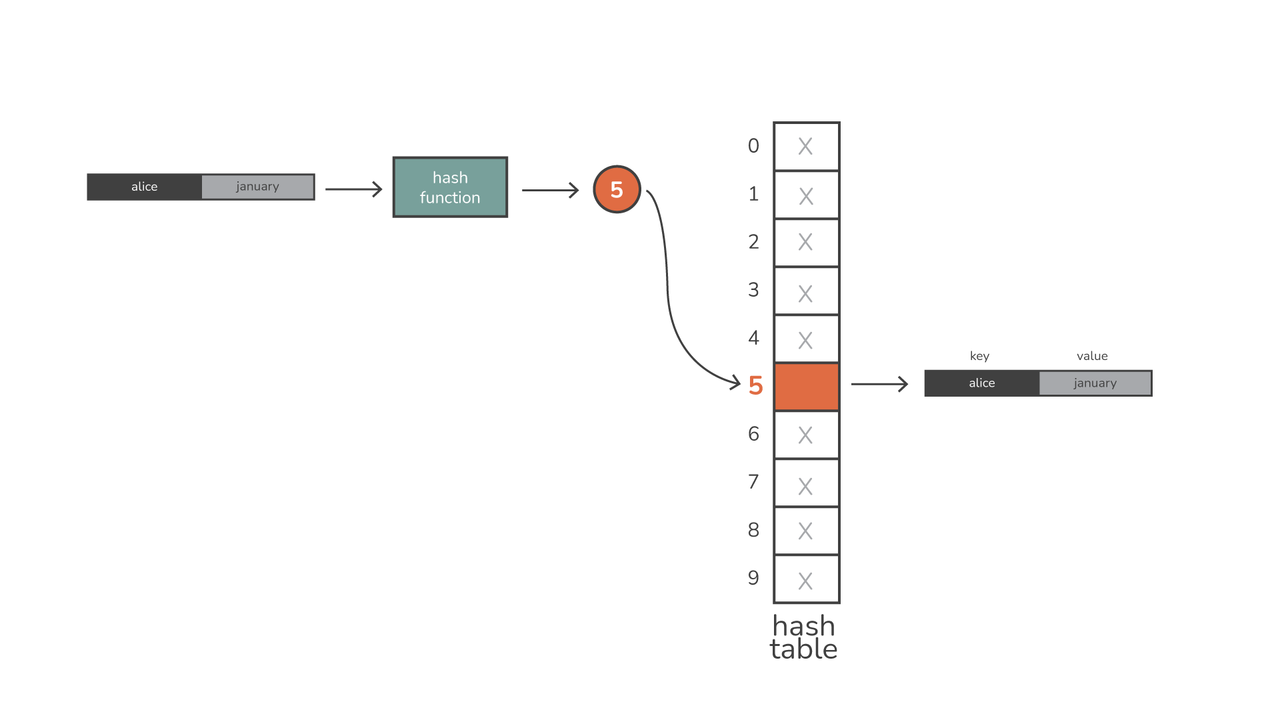 alice january
hash
function
5
0 X
1 X
2 X
3 X
4 X
5
6 X
7 X
8 X
9 X
hash
table
key value
alice january